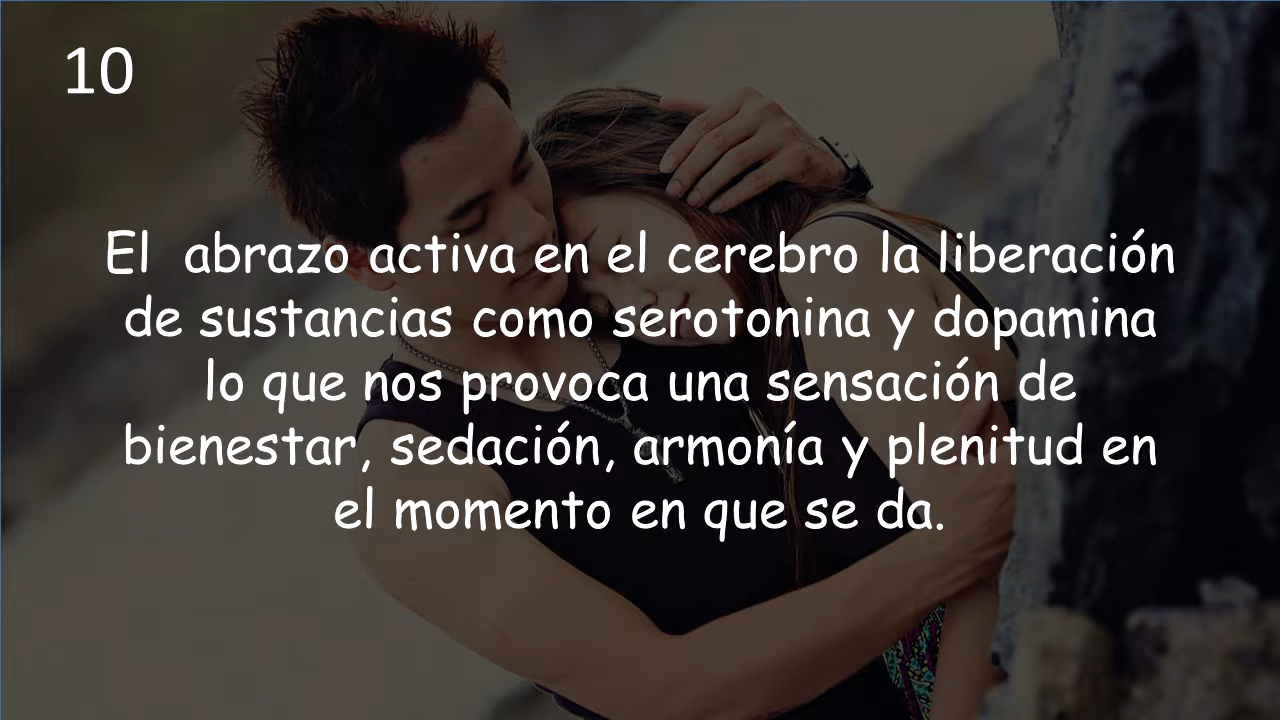 10
El  abrazo activa en el cerebro la liberación
de sustancias como serotonina y dopamina
lo que nos provoca una sensación de
bienestar, sedación, armonía y plenitud en
el momento en que se da.